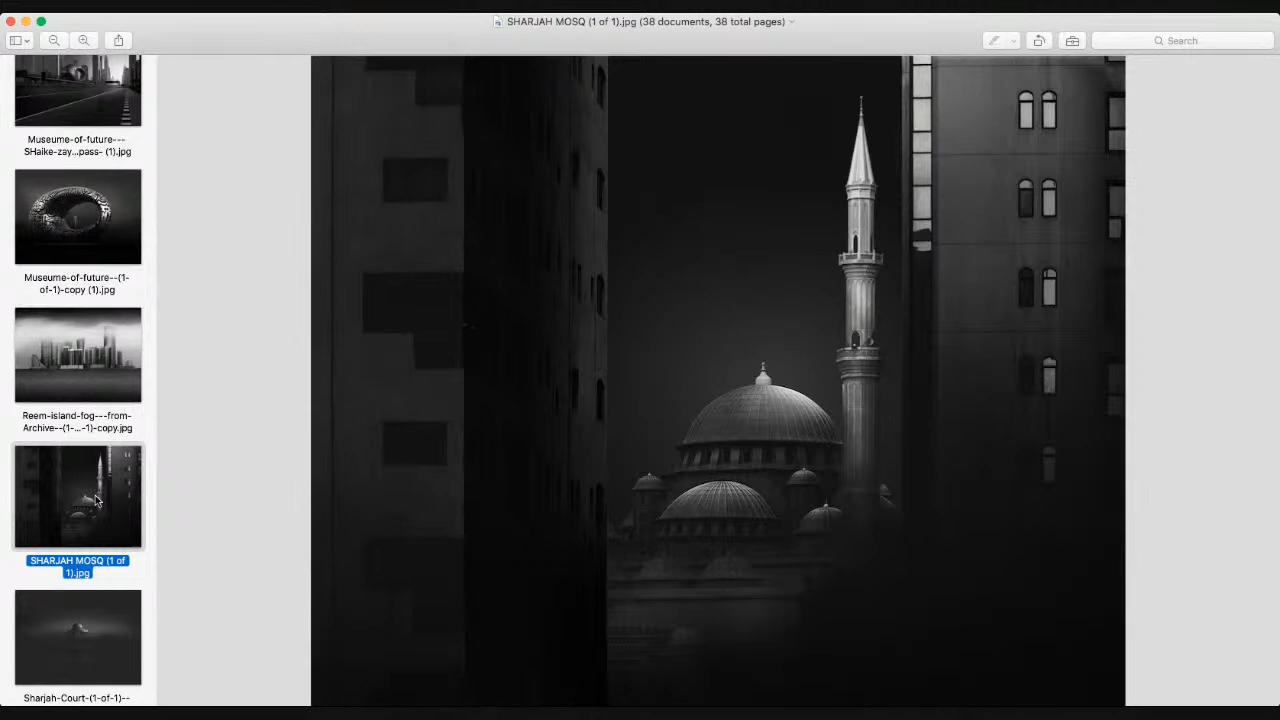 SHARJAH MOSQ (1 of 1).jpg (38 documents, 38 total pages)
Search
Museume-of-future---
SHaike-zay...pass- (1).jpg
Museume-of-future--(1-
of-1)-copy (1).jpg
Reem-island-fog---from-
Archive--(1-...-1)-copy.jpg
SHARJAH MOSQ (1 of
1).jpg
Sharjah-Court-(1-of-1)--